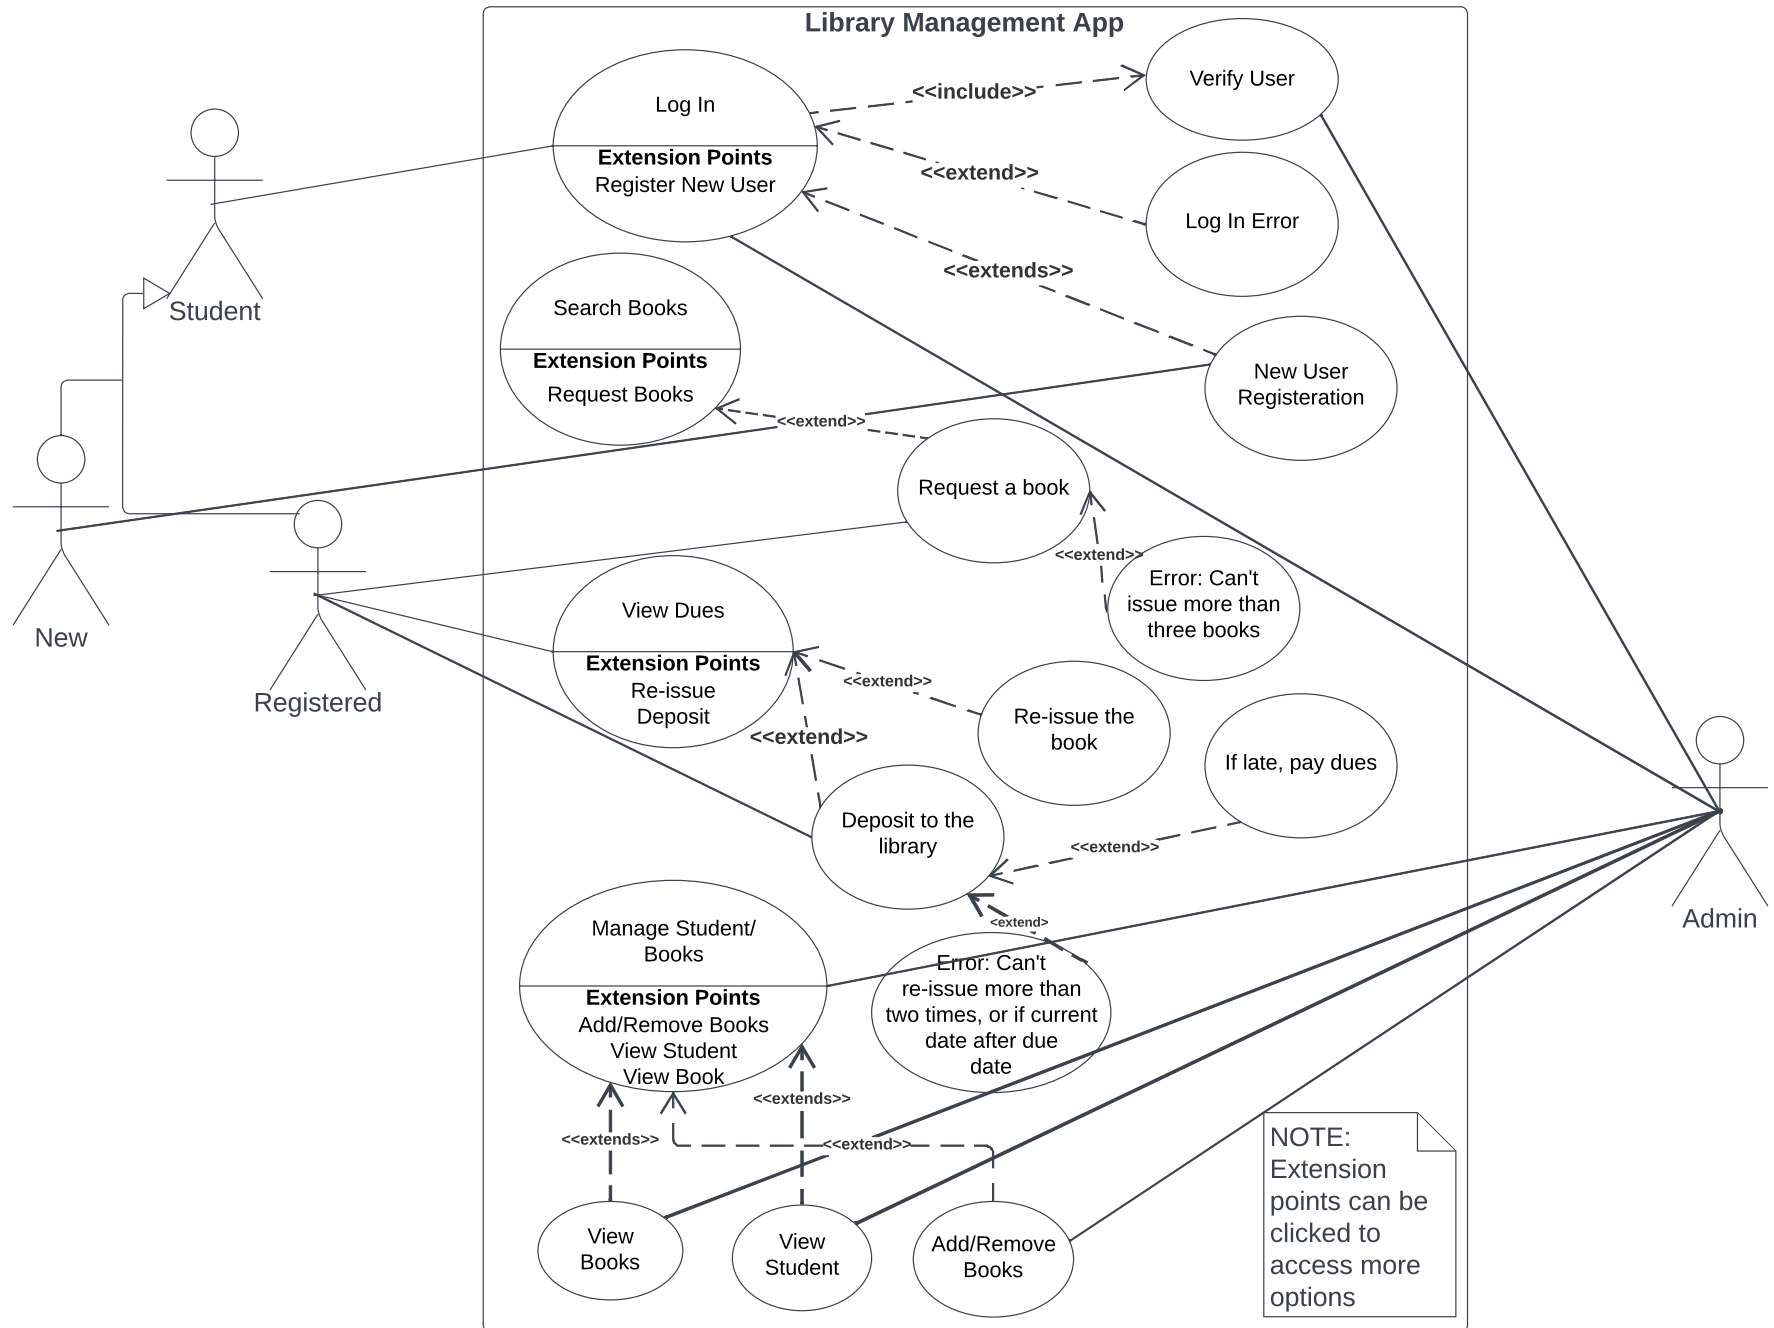 Library Management App
Log In
Extension Points
Register New User
<<include>>
Verify User
<<extend>>
Log In Error
<<extends>>
New User
Registeration
Student
Search Books
Extension Points
Request Books
<<extend>>
Request a book
<<extend>>
Error: Can't
issue more than
three books
New
Registered
View Dues
Extension Points
Re-issue
Deposit
<<extend>>
Re-issue the
book
<<extend>>
If late, pay dues
Deposit to the
library
<<extend>>
Admin
<extend>
Manage Student/
Books
Extension Points
Add/Remove Books
View Student
View Book
Error: Can't
re-issue more than
two times, or if current
date after due
date
<<extends>>
<<extends>>
<<extend>>
View
Books
View
Student
Add/Remove
Books
NOTE:
Extension
points can be
clicked to
access more
options